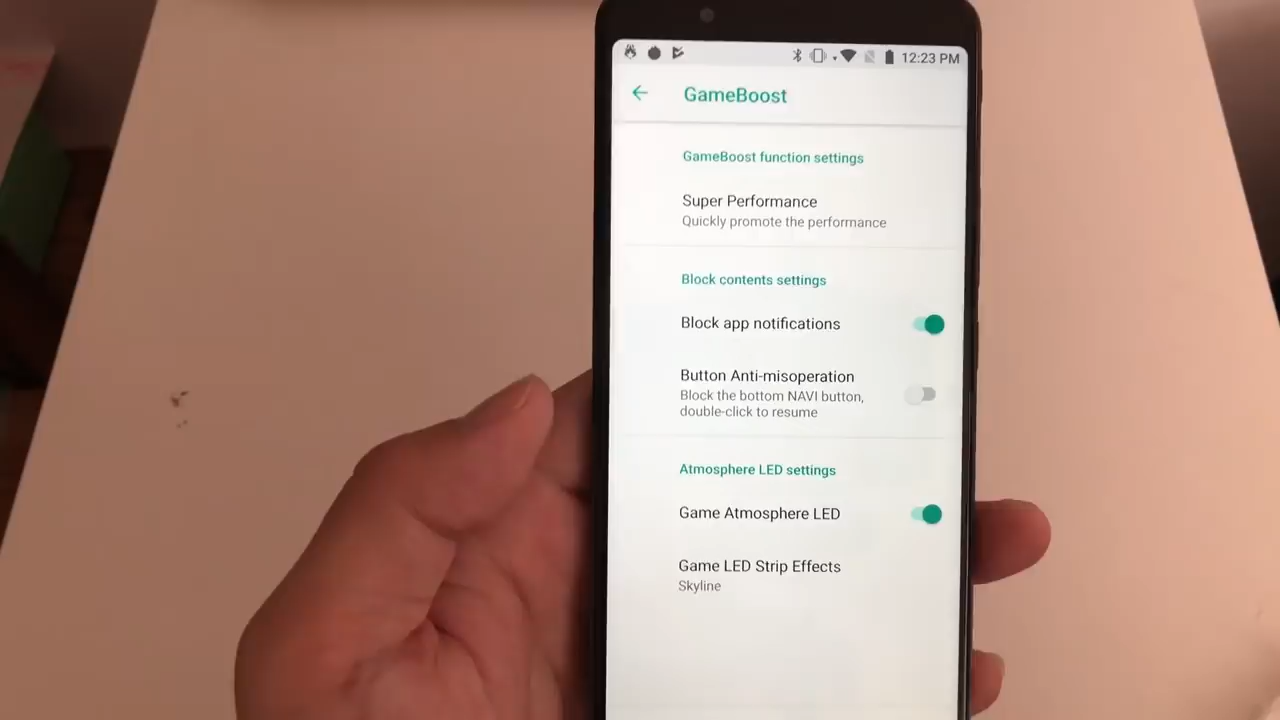 12:23 PM
GameBoost
GameBoost function settings
Super Performance
Quickly promote the performance
Block contents settings
Block app notifications
Button Anti-misoperation
Block the bottom NAVI button,
double-click to resume
Atmosphere LED settings
Game Atmosphere LED
Game LED Strip Effects
Skyline